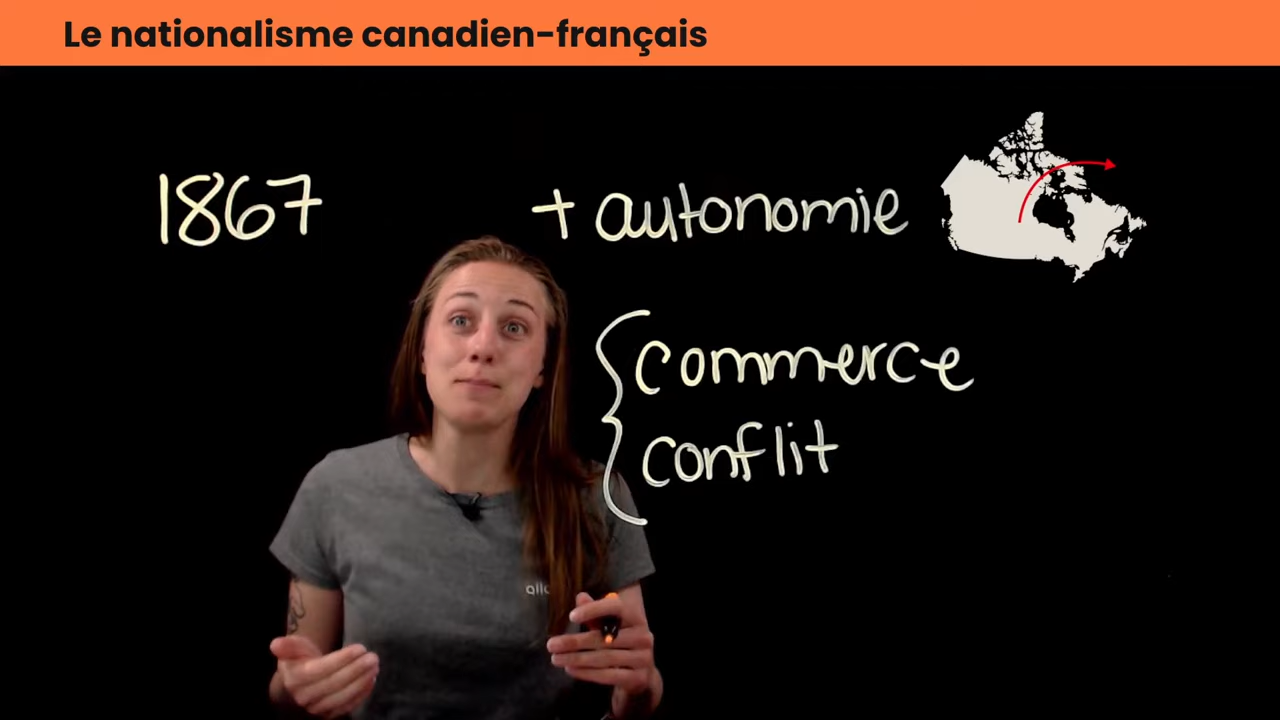 Le nationalisme canadien-français
1867
+ autonomie
commerce
conflit